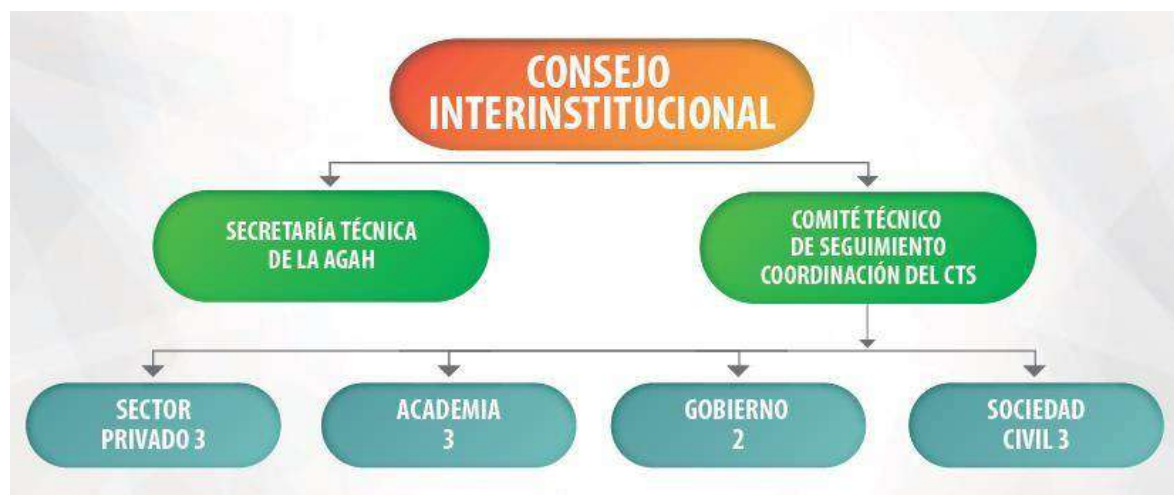 CONSEJO
INTERINSTITUCIONAL
SECRETARÍA TÉCNICA
DE LA AGAH
COMITÉ TÉCNICO
DE SEGUIMIENTO
COORDINACIÓN DEL CTS
SECTOR
PRIVADO 3
ACADEMIA
3
GOBIERNO
2
SOCIEDAD
CIVIL 3